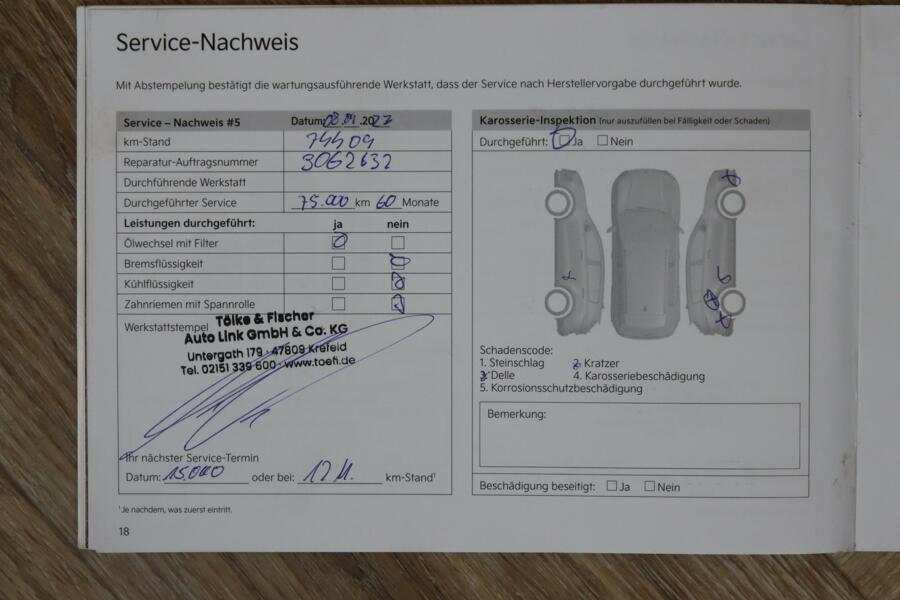 Service-Nachweis
Mit Abstempelung bestätigt die wartungsausführende Werkstatt, dass der Service nach Herstellervorgabe durchgeführt wurde.
Service – Nachweis #5 Datum: .20
km-Stand 74409
Reparatur-Auftragsnummer 3062632
Durchführende Werkstatt
Durchgeführter Service 75.000 km 60 Monate
Leistungen durchgeführt: ja nein
Ölwechsel mit Filter
Bremsflüssigkeit
Kühlflüssigkeit
Zahnriemen mit Spannrolle
Werkstattstempel
Tölke & Fischer
Auto Link GmbH & Co. KG
Untergath 179 · 47809 Krefeld
Tel. 02151 339 600 · www.toefi.de
Ihr nächster Service-Termin
Datum: 15.000 oder bei: 12 M. km-Stand¹
¹Je nachdem, was zuerst eintritt.
18
Karosserie-Inspektion (nur auszufüllen bei Fälligkeit oder Schaden)
Durchgeführt: Ja Nein
Schadenscode:
1. Steinschlag 2. Kratzer
3. Delle 4. Karosseriebeschädigung
5. Korrosionsschutzbeschädigung
Bemerkung:
Beschädigung beseitigt: Ja Nein